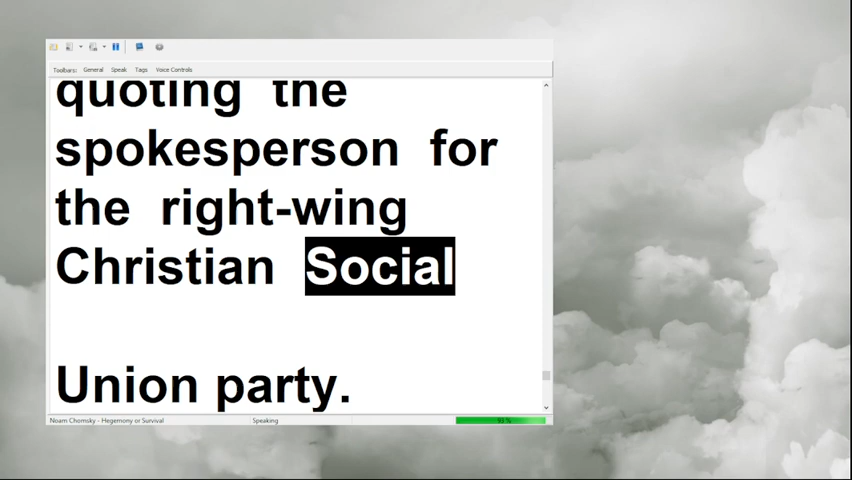 Toolbars: General Speak Tags Voice Controls
quoting the
spokesperson for
the right-wing
Christian Social
Union party.
Noam Chomsky - Hegemony or Survival Speaking